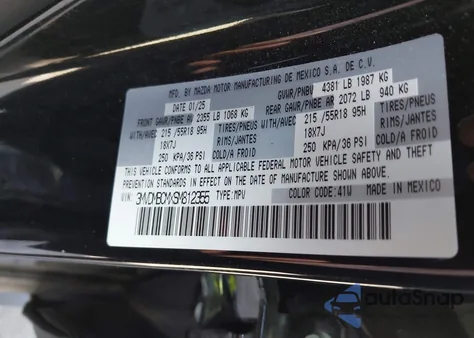 MFD. BY MAZDA MOTOR MANUFACTURING DE MEXICO S.A. DE C.V.
DATE 01/25 GVWR/PNBV 4381 LB 1987 KG
FRONT GAWR/PNBE AV 2355 LB 1068 KG REAR GAWR/PNBE AR 2072 LB 940 KG
WITH/AVEC 215 /55R18 95H TIRES/PNEUS WITH/AVEC 215 /55R18 95H TIRES/PNEUS
18X7J RIMS/JANTES 18X7J RIMS/JANTES
250 KPA/36 PSI COLD/A FROID 250 KPA/36 PSI COLD/A FROID
THIS VEHICLE CONFORMS TO ALL APPLICABLE FEDERAL MOTOR VEHICLE SAFETY AND THEFT
PREVENTION STANDARDS IN EFFECT ON THE DATE OF MANUFACTURE SHOWN ABOVE.
VIN: TYPE: MPV COLOR CODE: 41U MADE IN MEXICO
autoSnap